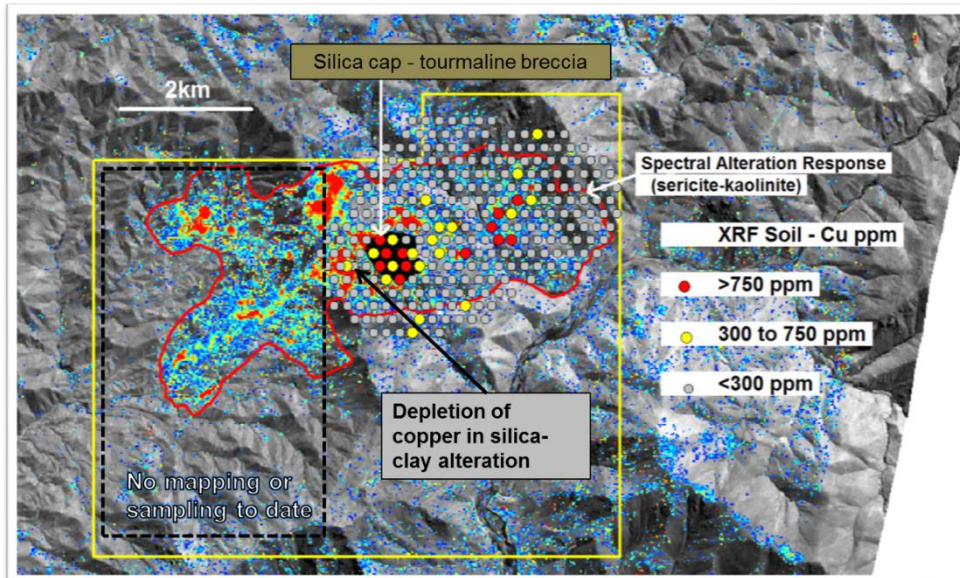 Silica cap - tourmaline breccia
2km
Spectral Alteration Response
(sericite-kaolinite)
XRF Soil - Cu ppm
>750 ppm
300 to 750 ppm
<300 ppm
Depletion of
copper in silica-
clay alteration
No mapping or
sampling to date